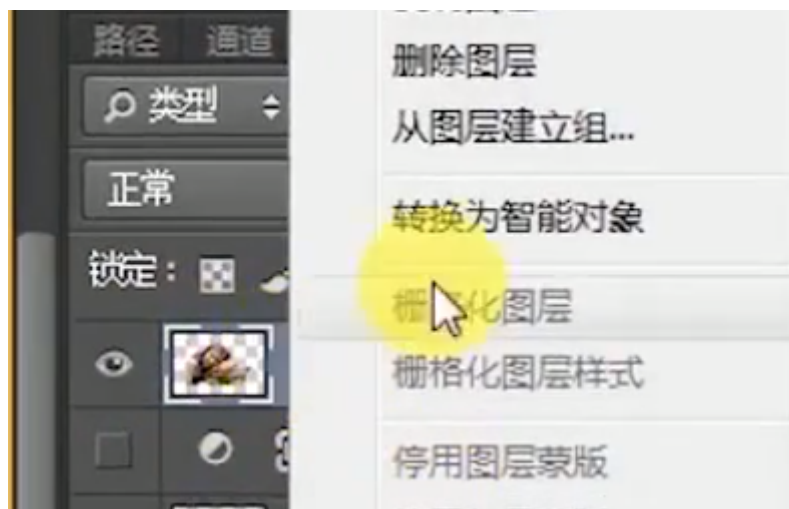 路径 通道
类型
正常
锁定：
删除图层
从图层建立组...
转换为智能对象
栅格化图层
栅格化图层样式
停用图层蒙版